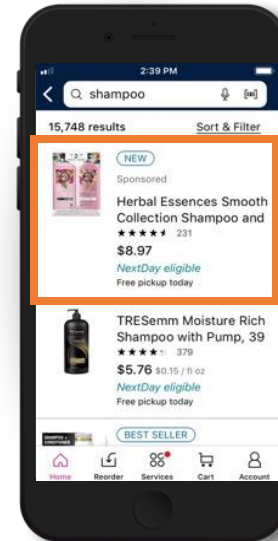 2:39 PM
shampoo
15,748 results
Sort & Filter
NEW
Sponsored
Herbal Essences Smooth
Collection Shampoo and
231
$8.97
NextDay eligible
Free pickup today
TRESemm Moisture Rich
Shampoo with Pump, 39
379
$5.76 $0.15 / fl oz
NextDay eligible
Free pickup today
BEST SELLER
Home
Reorder
Services
Cart
Account